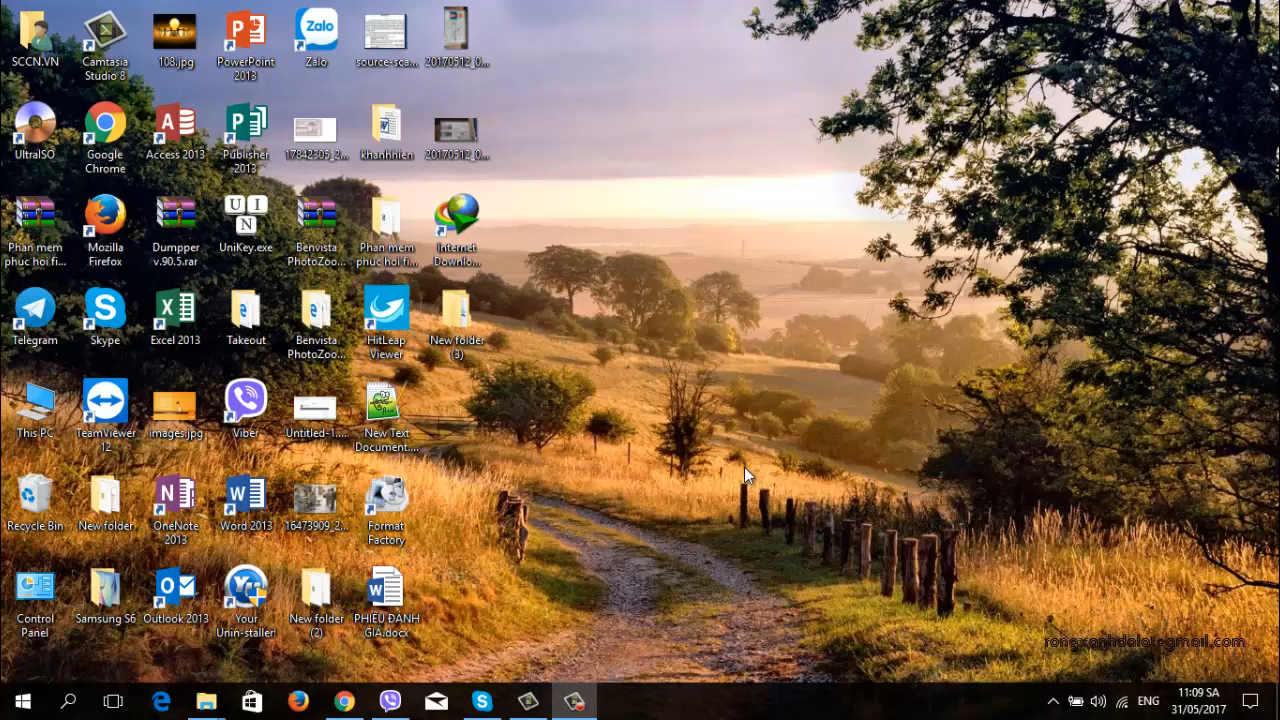 SCCN.VN
Camtasia
Studio 8
108.jpg
PowerPoint
2013
Zalo
Zalo
source-sca...
20170512_0...
UltraISO
Google
Chrome
Access 2013
Publisher
2013
17842305_2...
khanhhien
20170512_0...
Phan mem
phuc hoi fi...
Mozilla
Firefox
Dumpper
v.90.5.rar
U I
N
UniKey.exe
Benvista
PhotoZoo...
Phan mem
phuc hoi fi...
Internet
Downlo...
Telegram
Skype
Excel 2013
Takeout
Benvista
PhotoZoo...
HitLeap
Viewer
New folder
(3)
This PC
TeamViewer
12
images.jpg
Viber
Untitled-1....
New Text
Document....
Recycle Bin
New folder
OneNote
2013
Word 2013
16473909_2...
Format
Factory
Control
Panel
Samsung S6
Outlook 2013
Your
Unin-staller!
New folder
(2)
PHIẾU ĐÁNH
GIÁ.docx
rongxanhdalat@gmail.com
ENG
11:09 SA
31/05/2017